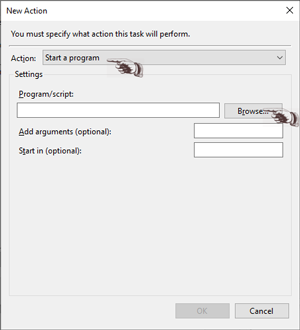 New Action
You must specify what action this task will perform.
Action: Start a program
Settings
Program/script:
Browse...
Add arguments (optional):
Start in (optional):
OK Cancel